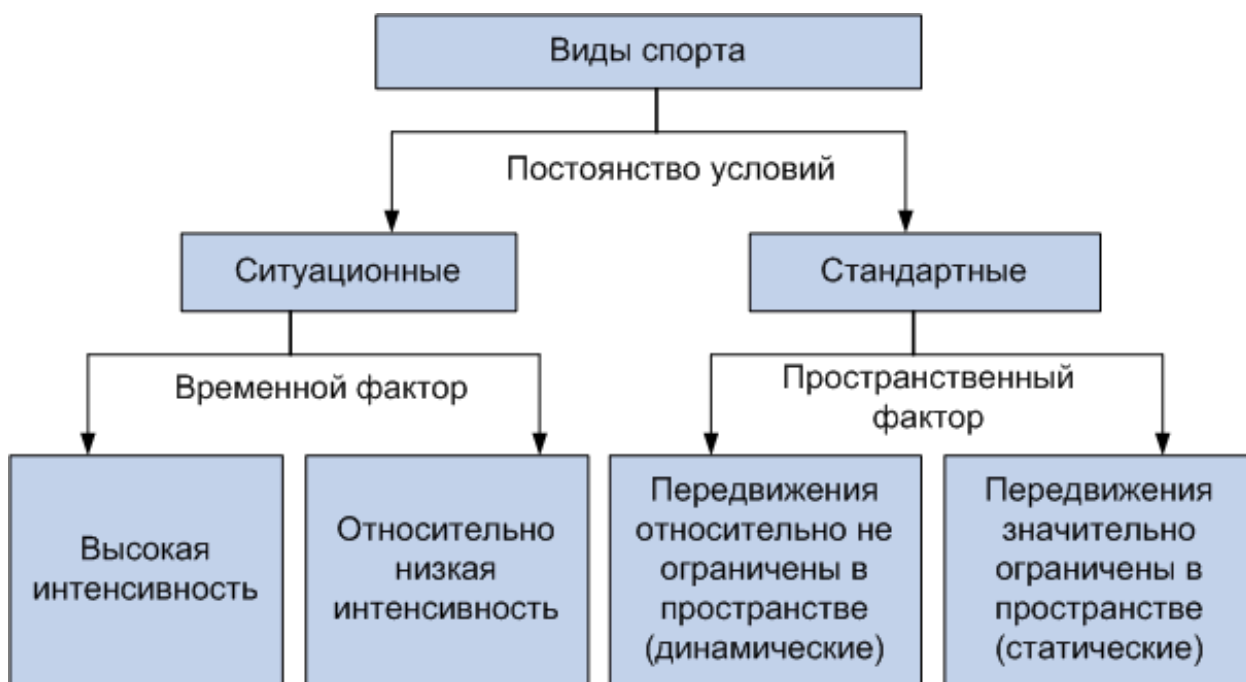 Виды спорта
Постоянство условий
Ситуационные
Стандартные
Временной фактор
Пространственный
фактор
Высокая
интенсивность
Относительно
низкая
интенсивность
Передвижения
относительно не
ограничены в
пространстве
(динамические)
Передвижения
значительно
ограничены в
пространстве
(статические)